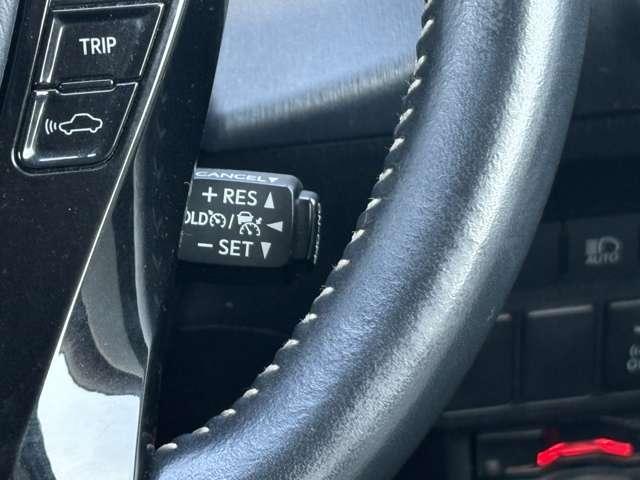 TRIP
CANCEL▼
+ RES ▲
OLD / ◀
− SET ▼
AUTO